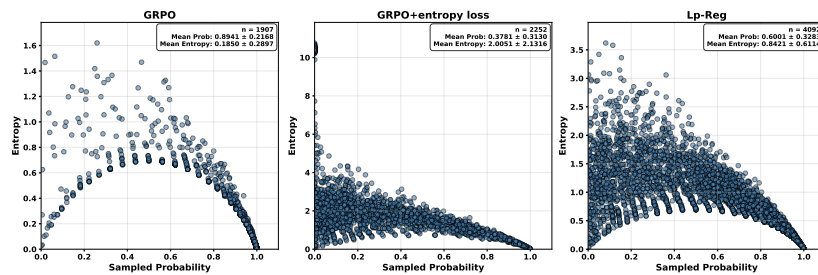 GRPO
n = 1907
Mean Prob: 0.8941 ± 0.2168
Mean Entropy: 0.1850 ± 0.2897
Entropy
1.6
1.4
1.2
1.0
0.8
0.6
0.4
0.2
0.0
0.0 0.2 0.4 0.6 0.8 1.0
Sampled Probability
GRPO+entropy loss
n = 2252
Mean Prob: 0.3781 ± 0.3130
Mean Entropy: 2.0051 ± 2.1316
Entropy
10
8
6
4
2
0
0.0 0.2 0.4 0.6 0.8 1.0
Sampled Probability
Lp-Reg
n = 4092
Mean Prob: 0.6001 ± 0.328
Mean Entropy: 0.8421 ± 0.611
Entropy
3.5
3.0
2.5
2.0
1.5
1.0
0.5
0.0
0.0 0.2 0.4 0.6 0.8 1.0
Sampled Probability